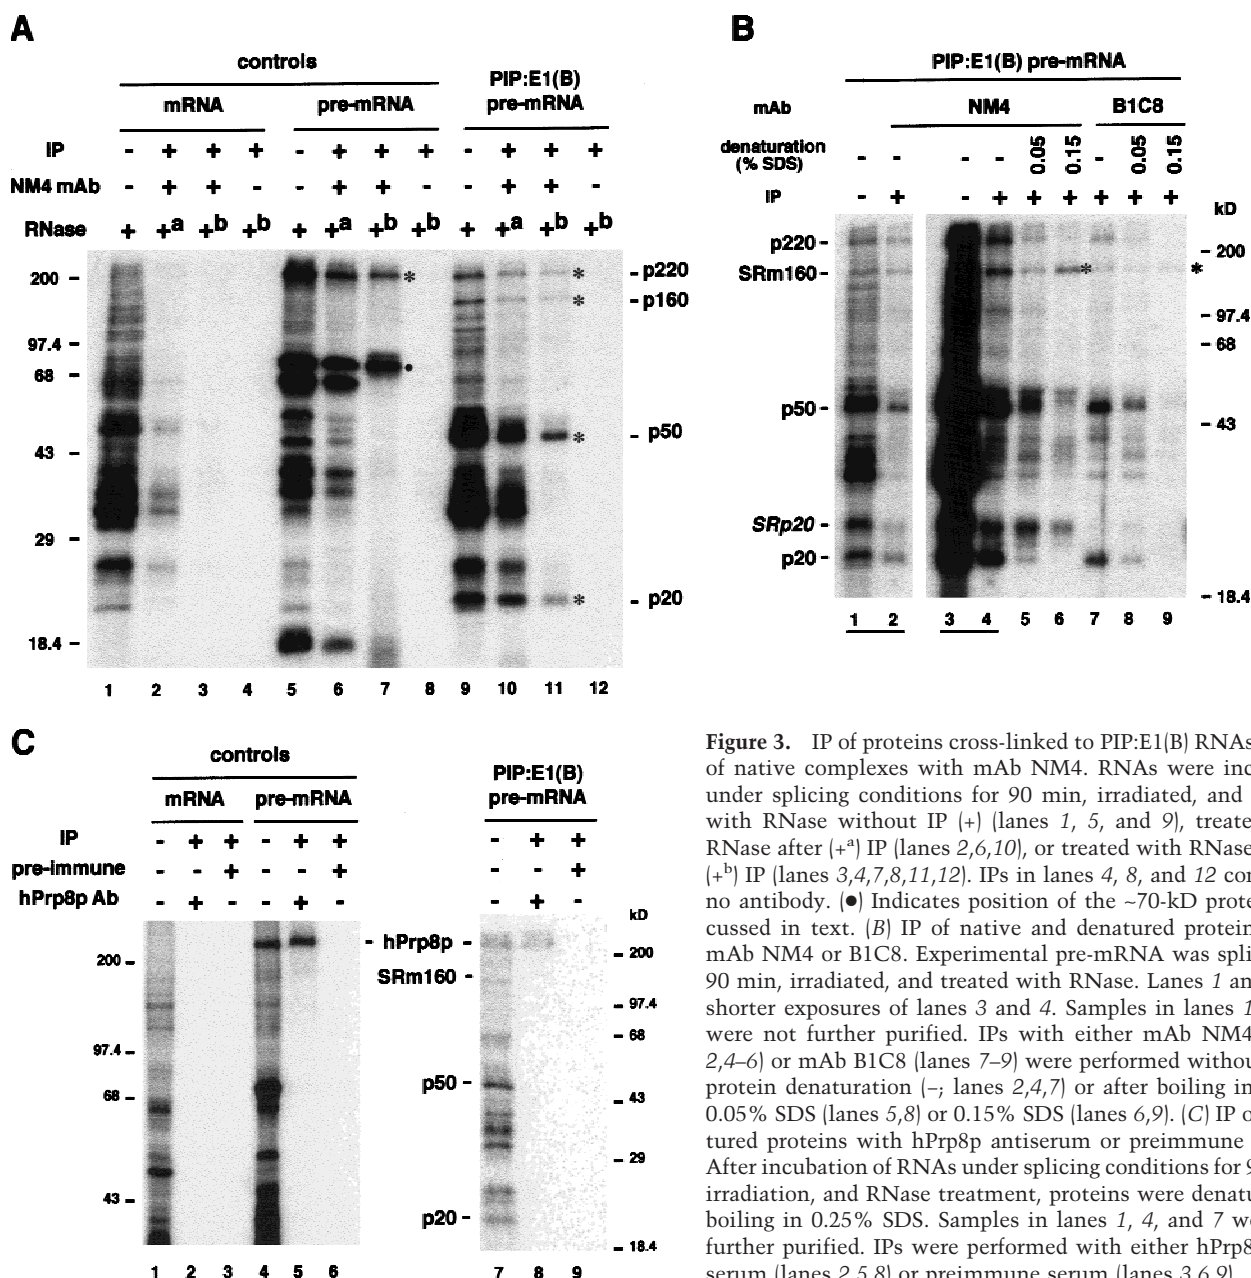 A
controls
mRNA
pre-mRNA
PIP:E1(B)
pre-mRNA
IP - + + + - + + + - + + +
NM4 mAb - + + - - + + - - + + -
RNase + +a +b +b + +a +b +b + +a +b +b
200
97.4
68
43
29
18.4
* * * * *
- p220
- p160
- p50
- p20
1 2 3 4 5 6 7 8 9 10 11 12
B
PIP:E1(B) pre-mRNA
mAb NM4 B1C8
denaturation
(% SDS) - - - - 0.05 0.15 - 0.05 0.15
IP - + - + + + + + +
kD
p220 -
SRm160 -
p50 -
SRp20 -
p20 -
* *
- 200
- 97.4
- 68
- 43
- 18.4
1 2 3 4 5 6 7 8 9
C
controls
mRNA pre-mRNA
PIP:E1(B)
pre-mRNA
IP - + + - + + - + +
pre-immune - - + - - + - - +
hPrp8p Ab - + - - + - - + -
200
97.4
68
43
- hPrp8p -
SRm160 -
p50 -
p20 -
kD
- 200
- 97.4
- 68
- 43
- 29
- 18.4
1 2 3 4 5 6
7 8 9
Figure 3. IP of proteins cross-linked to PIP:E1(B) RNAs
of native complexes with mAb NM4. RNAs were inc
under splicing conditions for 90 min, irradiated, and
with RNase without IP (+) (lanes 1, 5, and 9), treate
RNase after (+a) IP (lanes 2,6,10), or treated with RNase
(+b) IP (lanes 3,4,7,8,11,12). IPs in lanes 4, 8, and 12 con
no antibody. (●) Indicates position of the ~70-kD prote
cussed in text. (B) IP of native and denatured protein
mAb NM4 or B1C8. Experimental pre-mRNA was spli
90 min, irradiated, and treated with RNase. Lanes 1 an
shorter exposures of lanes 3 and 4. Samples in lanes 1
were not further purified. IPs with either mAb NM4
2,4–6) or mAb B1C8 (lanes 7–9) were performed withou
protein denaturation (–; lanes 2,4,7) or after boiling in
0.05% SDS (lanes 5,8) or 0.15% SDS (lanes 6,9). (C) IP o
tured proteins with hPrp8p antiserum or preimmune
After incubation of RNAs under splicing conditions for 9
irradiation, and RNase treatment, proteins were denatu
boiling in 0.25% SDS. Samples in lanes 1, 4, and 7 we
further purified. IPs were performed with either hPrp8
serum (lanes 2,5,8) or preimmune serum (lanes 3,6,9)